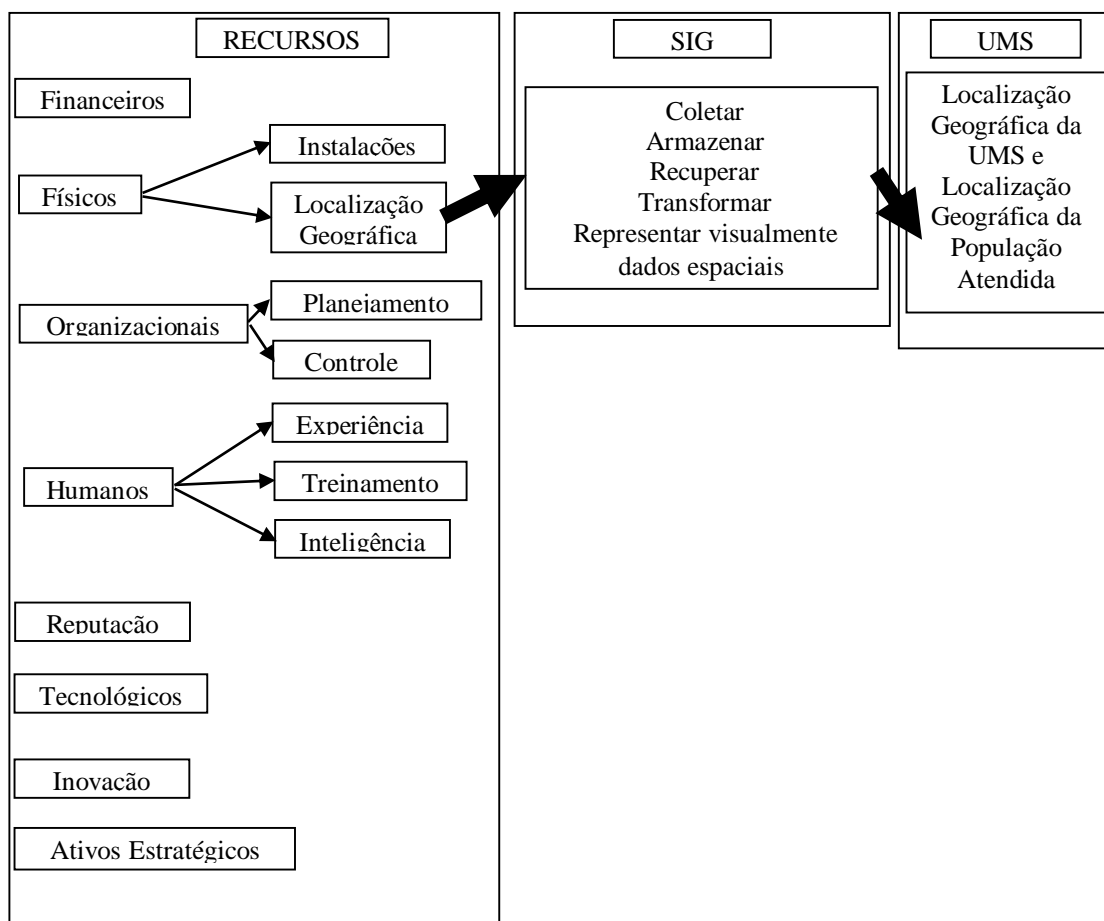 RECURSOS
Financeiros
Físicos
Instalações
Localização
Geográfica
Organizacionais
Planejamento
Controle
Humanos
Experiência
Treinamento
Inteligência
Reputação
Tecnológicos
Inovação
Ativos Estratégicos
SIG
Coletar
Armazenar
Recuperar
Transformar
Representar visualmente
dados espaciais
UMS
Localização
Geográfica da
UMS e
Localização
Geográfica da
População
Atendida